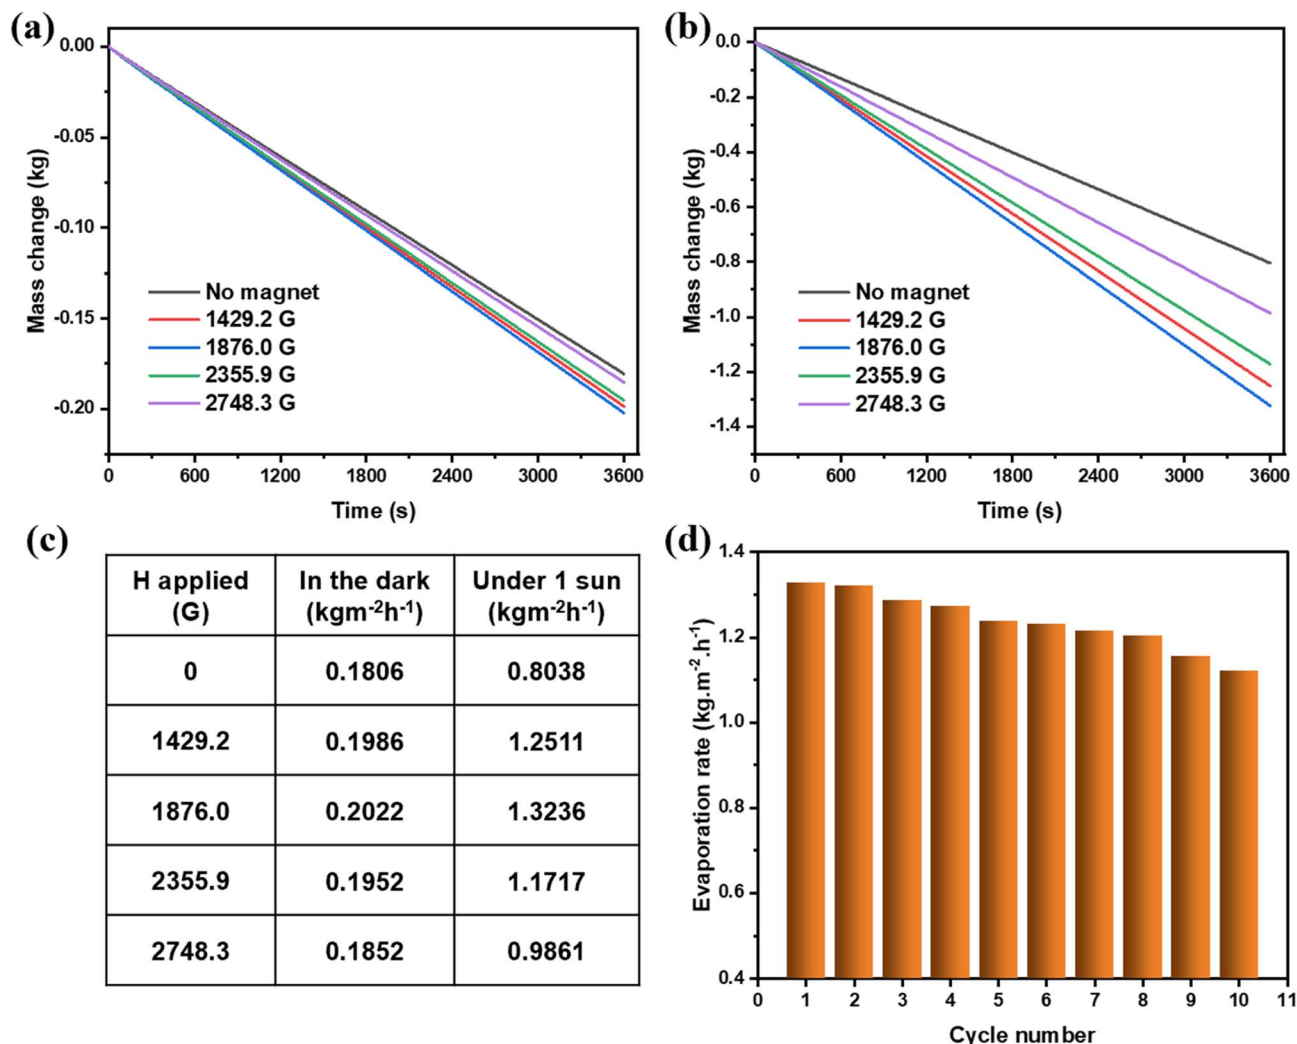 (a)
0.00
-0.05
-0.10
-0.15
-0.20
Mass change (kg)
No magnet
1429.2 G
1876.0 G
2355.9 G
2748.3 G
0 600 1200 1800 2400 3000 3600
Time (s)
(b)
0.0
-0.2
-0.4
-0.6
-0.8
-1.0
-1.2
-1.4
Mass change (kg)
No magnet
1429.2 G
1876.0 G
2355.9 G
2748.3 G
0 600 1200 1800 2400 3000 3600
Time (s)
(c)
H applied (G) In the dark (kgm⁻²h⁻¹) Under 1 sun (kgm⁻²h⁻¹)
0 0.1806 0.8038
1429.2 0.1986 1.2511
1876.0 0.2022 1.3236
2355.9 0.1952 1.1717
2748.3 0.1852 0.9861
(d)
1.4
1.2
1.0
0.8
0.6
0.4
Evaporation rate (kg.m⁻².h⁻¹)
0 1 2 3 4 5 6 7 8 9 10 11
Cycle number